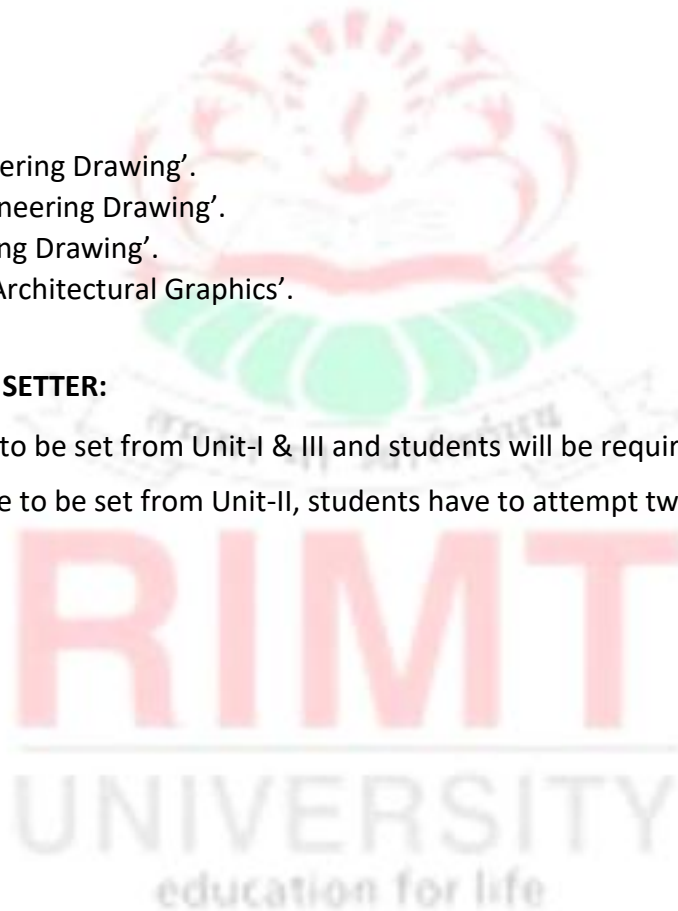 ering Drawing’.
neering Drawing’.
ng Drawing’.
Architectural Graphics’.
SETTER:
to be set from Unit-I & III and students will be requir
e to be set from Unit-II, students have to attempt tw
RIMT
UNIVERSITY
education for life